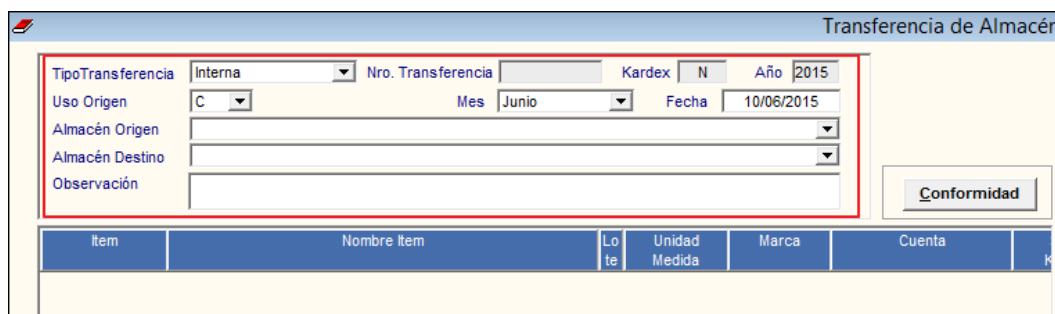 Transferencia de Almacén
TipoTransferencia Interna Nro. Transferencia Kardex N Año 2015
Uso Origen C Mes Junio Fecha 10/06/2015
Almacén Origen
Almacén Destino
Observación
Conformidad
Item Nombre Item Lo te Unidad Medida Marca Cuenta K